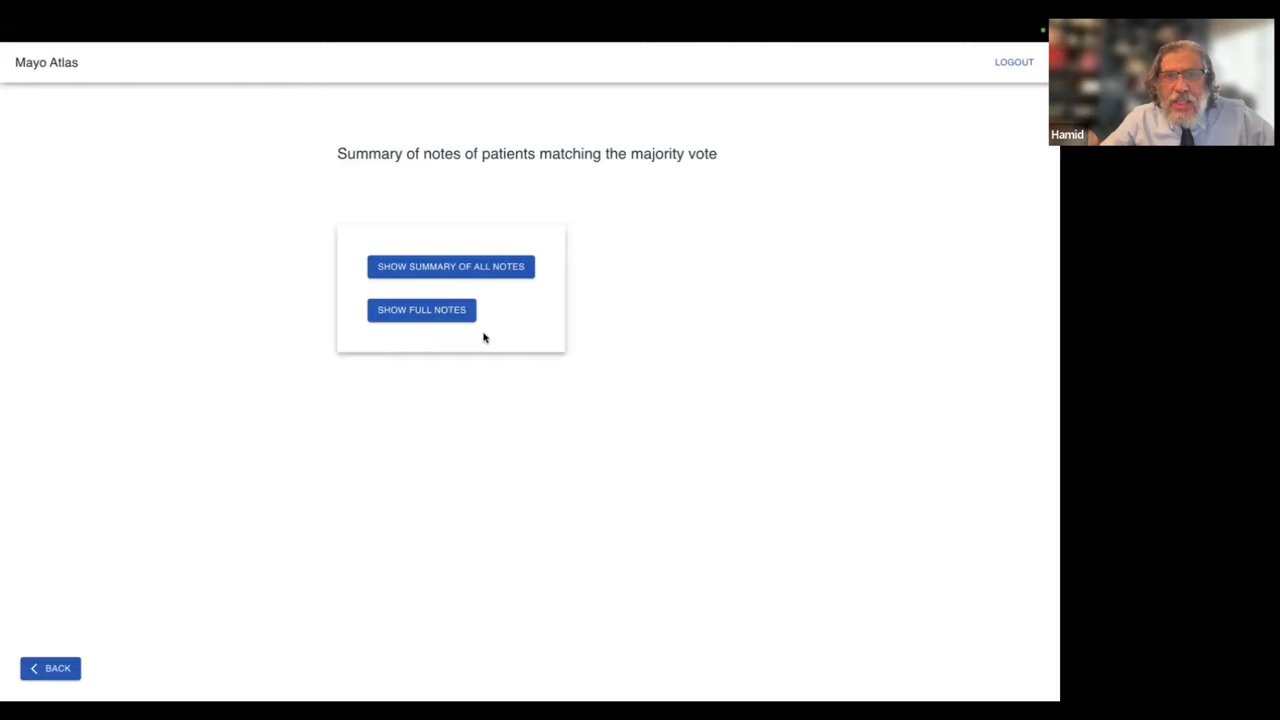 Mayo Atlas
LOGOUT
Hamid
Summary of notes of patients matching the majority vote
SHOW SUMMARY OF ALL NOTES
SHOW FULL NOTES
BACK